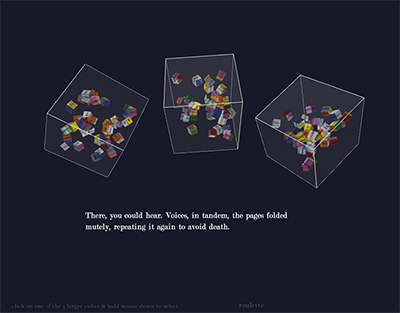 There, you could hear. Voices, in tandem, the pages folded
mutely, repeating it again to avoid death.
click on one of the 3 larger cubes & hold mouse down to select
roulette